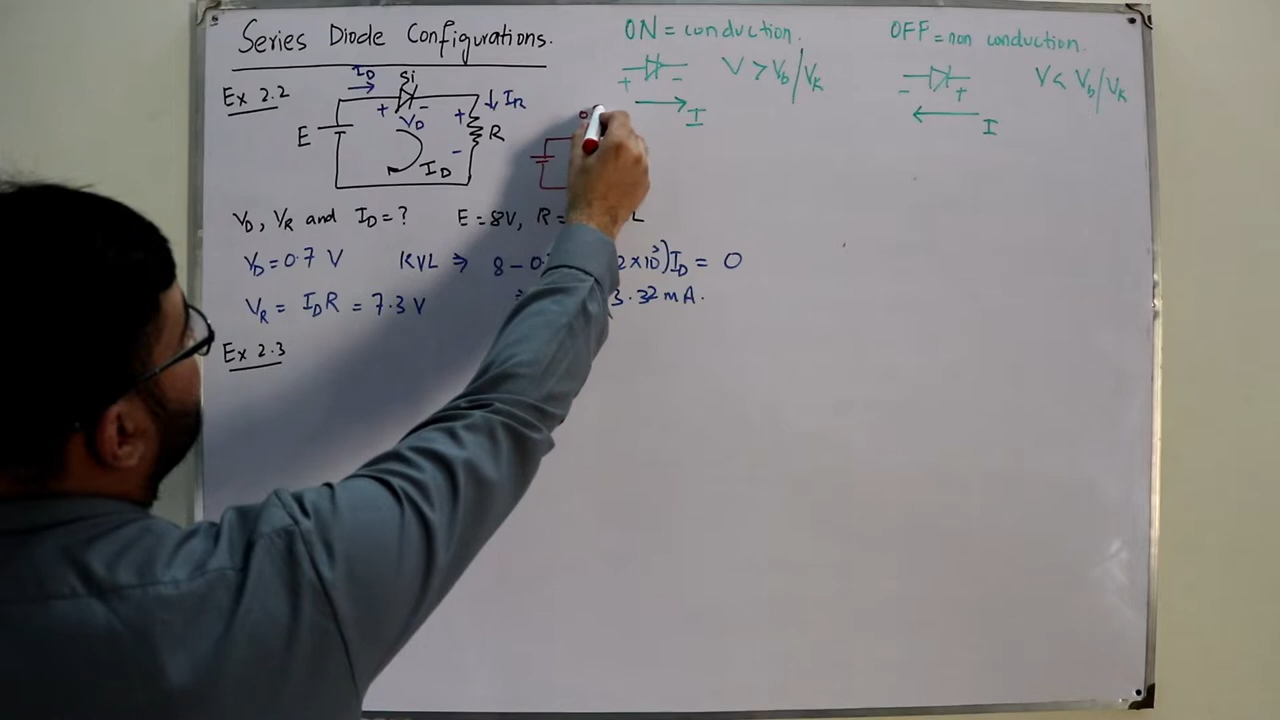 Series Diode Configurations.
ON = conduction.
+ - V > Vb/VK
I
OFF = non conduction.
- + V < Vb/VK
I
Ex 2.2
ID Si
+ - VD
IR
E
+ - R
ID
VD, VR and ID = ? E = 8V, R =
VD = 0.7 V KVL ⇒ 8 - 0. 2×10³)ID = 0
VR = IDR = 7.3 V 3.32 mA.
Ex 2.3